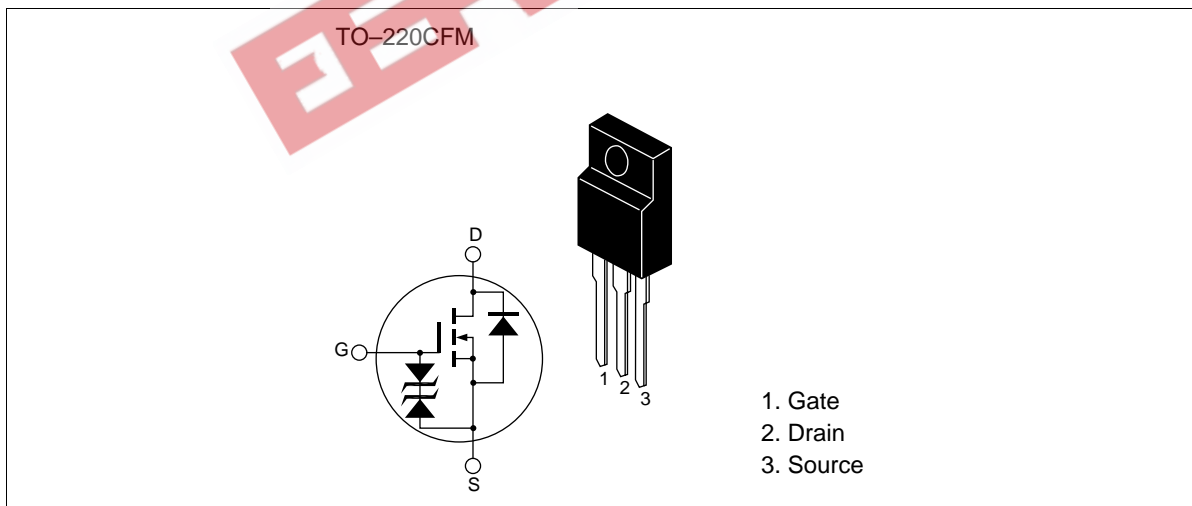 TO–220CFM
D
G
S
1
2
3
1. Gate
2. Drain
3. Source